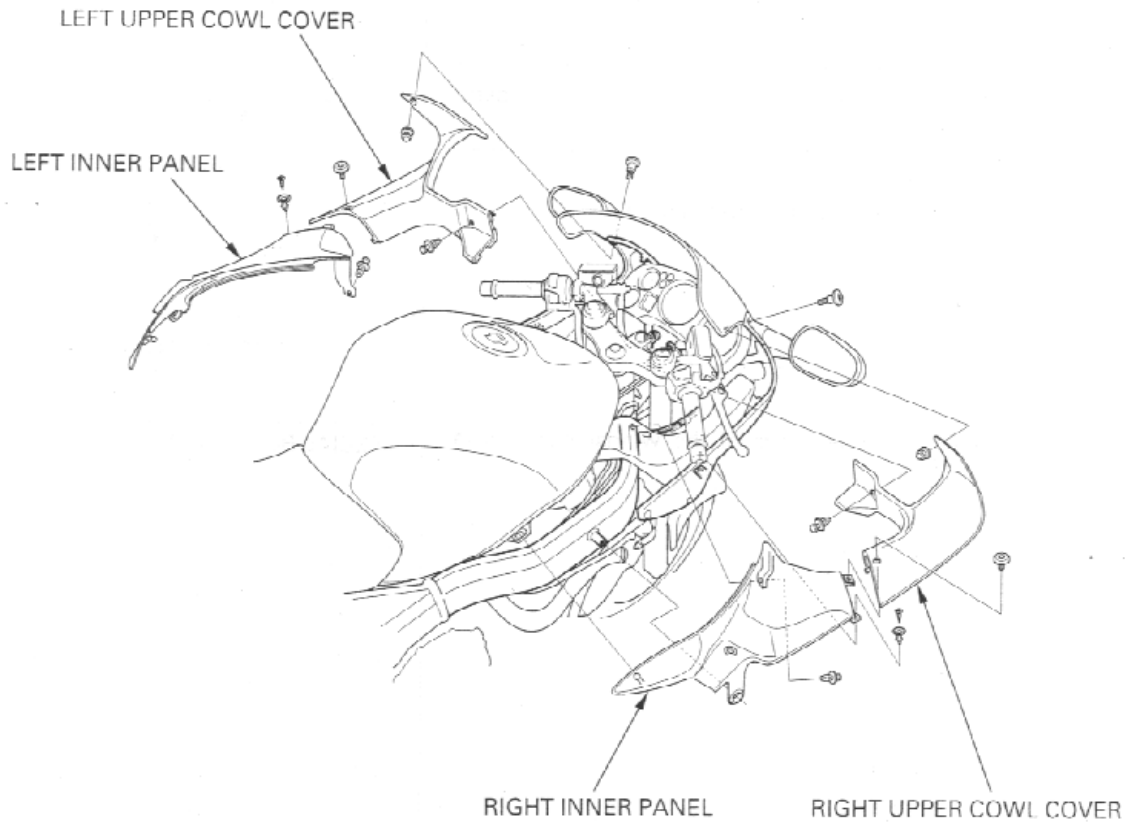 LEFT UPPER COWL COVER
LEFT INNER PANEL
RIGHT INNER PANEL
RIGHT UPPER COWL COVER